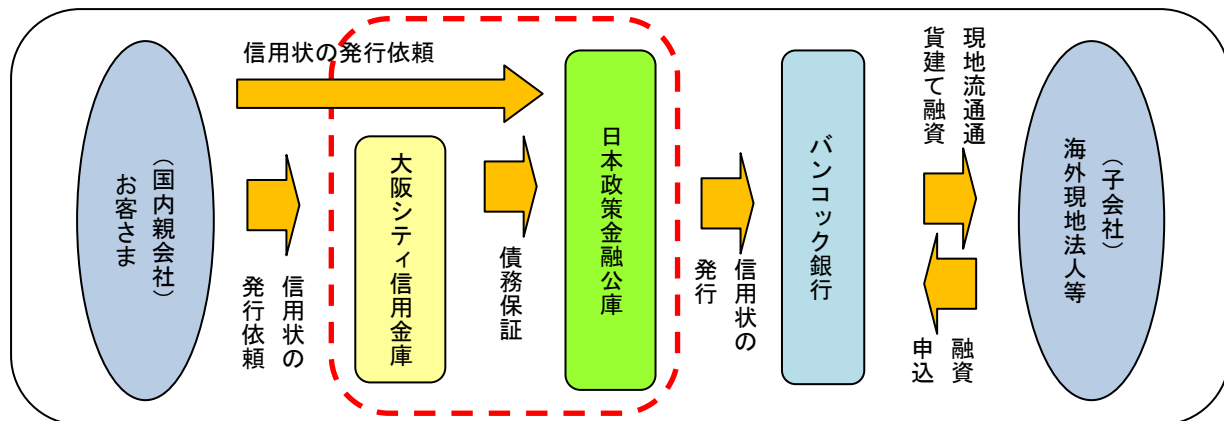 お客さま
（国内親会社）
信用状の発行依頼
信用状の
発行依頼
大阪シティ信用金庫
債務保証
日本政策金融公庫
信用状の
発行
バンコック銀行
現地流通通
貨建て融資
融資
申込
（子会社）
海外現地法人等